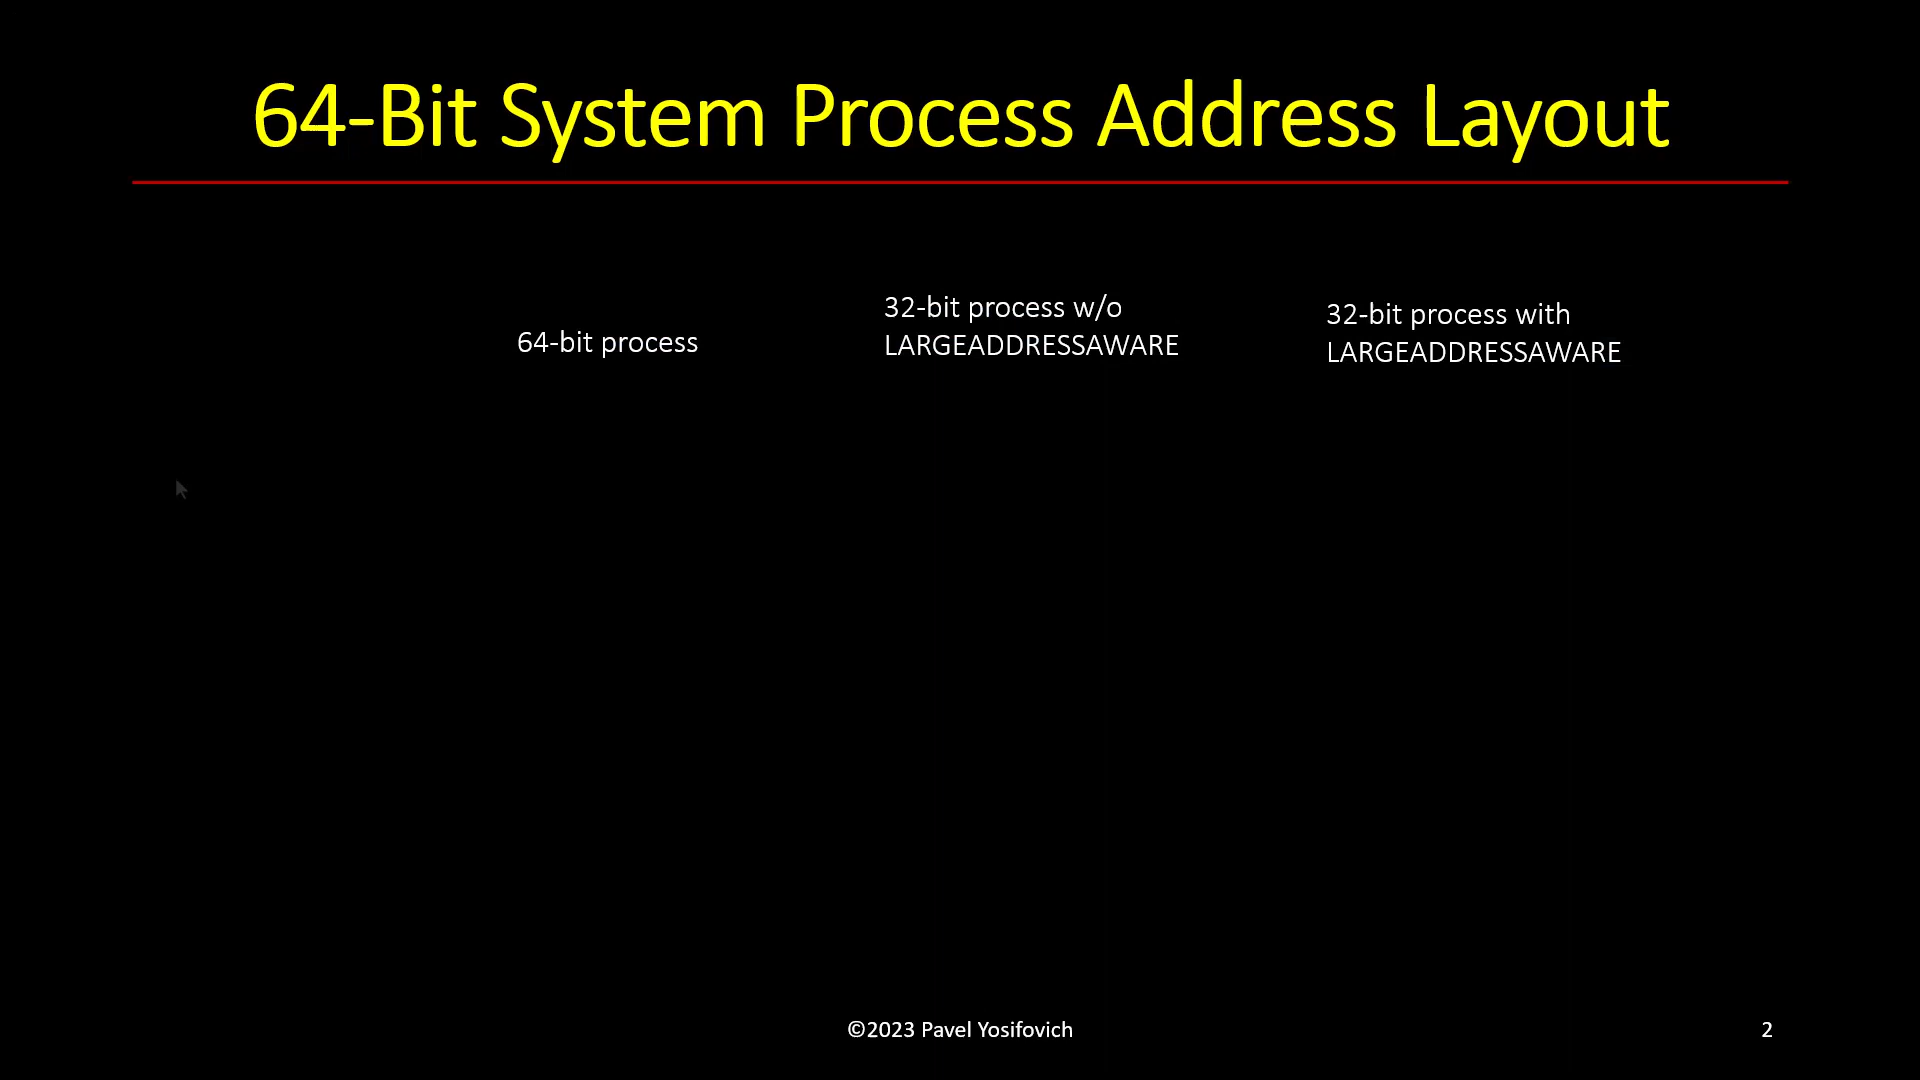 64-Bit System Process Address Layout
64-bit process
32-bit process w/o
LARGEADDRESSAWARE
32-bit process with
LARGEADDRESSAWARE
©2023 Pavel Yosifovich
2